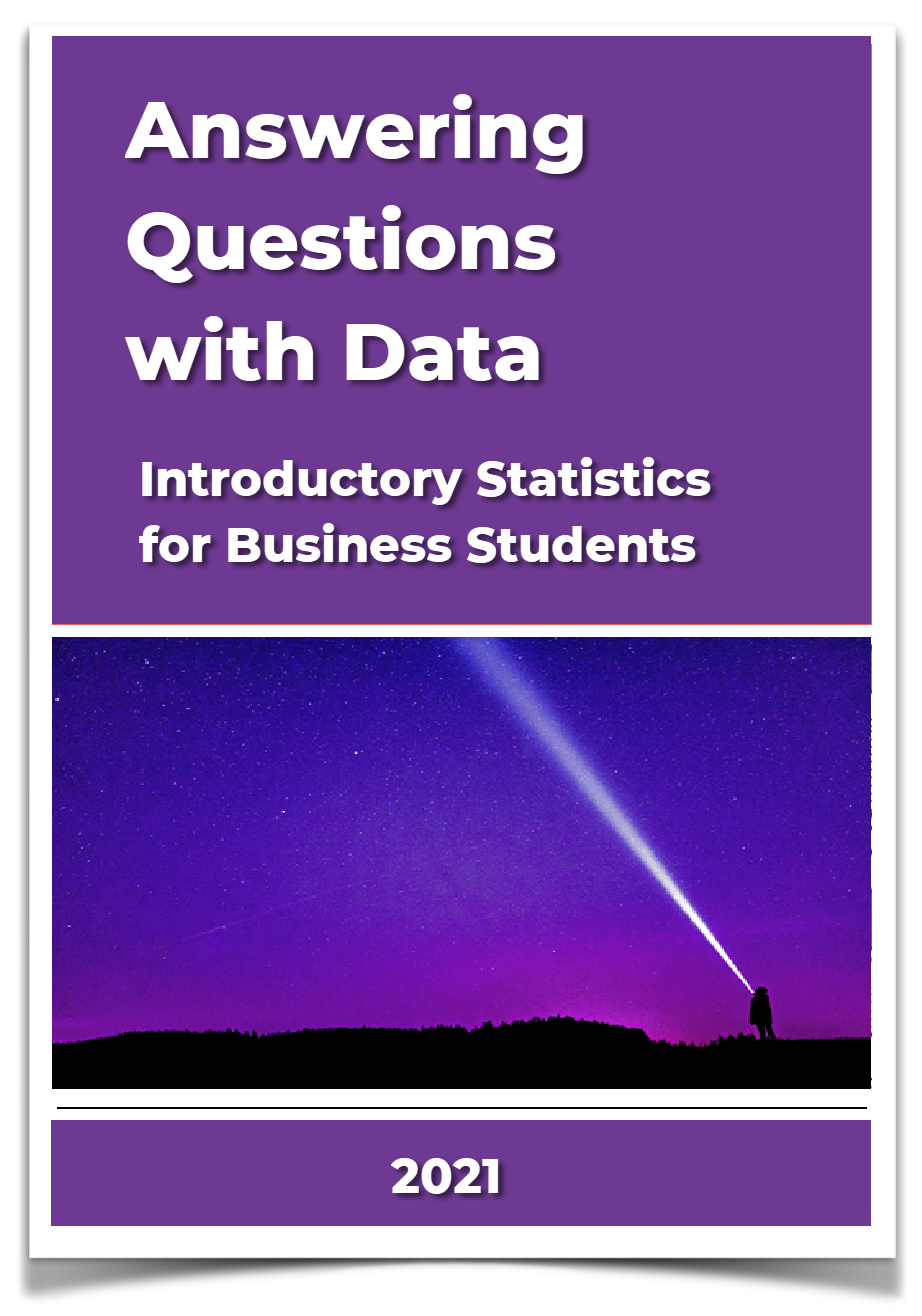 Answering
Questions
with Data
Introductory Statistics
for Business Students
2021